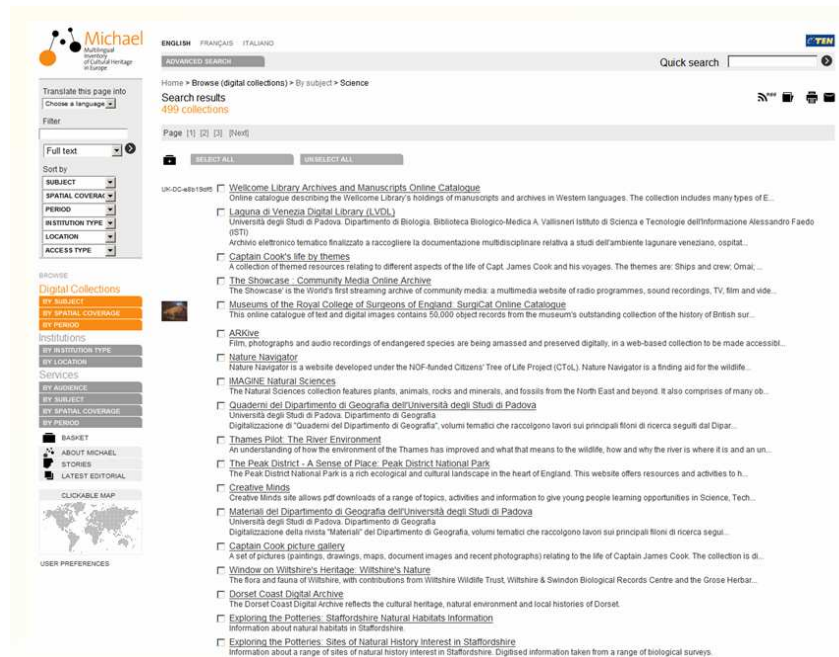 Michael
Multilingual
Inventory
of Cultural Heritage
in Europe
ENGLISH FRANÇAIS ITALIANO
eTEN
ADVANCED SEARCH
Quick search
Home > Browse (digital collections) > By subject > Science
Search results
499 collections
Page [1] [2] [3] [Next]
SELECT ALL UNSELECT ALL
Translate this page into
Choose a language
Filter
Full text
Sort by
SUBJECT
SPATIAL COVERAG
PERIOD
INSTITUTION TYPE
LOCATION
ACCESS TYPE
BROWSE
Digital Collections
BY SUBJECT
BY SPATIAL COVERAGE
BY PERIOD
Institutions
BY INSTITUTION TYPE
BY LOCATION
Services
BY AUDIENCE
BY SUBJECT
BY SPATIAL COVERAGE
BY PERIOD
BASKET
ABOUT MICHAEL
STORIES
LATEST EDITORIAL
CLICKABLE MAP
USER PREFERENCES
Wellcome Library Archives and Manuscripts Online Catalogue
Online catalogue describing the Wellcome Library's holdings of manuscripts and archives in Western languages. The collection includes many types of E...
Laguna di Venezia Digital Library (LVDL)
Università degli Studi di Padova. Dipartimento di Biologia. Biblioteca Biologico-Medica A. Vallisneri Istituto di Scienza e Tecnologie dell'Informazione Alessandro Faedo
(ISTI)
Archivio elettronico tematico finalizzato a raccogliere la documentazione multidisciplinare relativa a studi dell'ambiente lagunare veneziano, ospitat...
Captain Cook's life by themes
A collection of themed resources relating to different aspects of the life of Capt. James Cook and his voyages. The themes are: Ships and crew; Omai; ...
The Showcase : Community Media Online Archive
The Showcase' is the World's first streaming archive of community media: a multimedia website of radio programmes, sound recordings, TV, film and vide...
Museums of the Royal College of Surgeons of England: SurgiCat Online Catalogue
This online catalogue of text and digital images contains 50,000 object records from the museum's outstanding collection of the history of British sur...
ARKive
Film, photographs and audio recordings of endangered species are being amassed and preserved digitally, in a web-based collection to be made accessibl...
Nature Navigator
Nature Navigator is a website developed under the NOF-funded Citizens' Tree of Life Project (CToL). Nature Navigator is a finding aid for the wildlife...
IMAGINE Natural Sciences
The Natural Sciences collection features plants, animals, rocks and minerals, and fossils from the North East and beyond. It also comprises of many ob...
Quaderni del Dipartimento di Geografia dell'Università degli Studi di Padova
Università degli Studi di Padova. Dipartimento di Geografia
Digitalizzazione di "Quaderni del Dipartimento di Geografia", volumi tematici che raccolgono lavori sui principali filoni di ricerca seguiti dal Dipar...
Thames Pilot: The River Environment
An understanding of how the environment of the Thames has improved and what that means to the wildlife, how and why the river is where it is and an un...
The Peak District - A Sense of Place: Peak District National Park
The Peak District National Park is a rich ecological and cultural landscape in the heart of England. This website offers resources and activities to h...
Creative Minds
Creative Minds site allows pdf downloads of a range of topics, activities and information to give young people learning opportunities in Science, Tech...
Materiali del Dipartimento di Geografia dell'Università degli Studi di Padova
Università degli Studi di Padova. Dipartimento di Geografia
Digitalizzazione della rivista "Materiali" del Dipartimento di Geografia, volumi tematici che raccolgono lavori sui principali filoni di ricerca segui...
Captain Cook picture gallery
A set of pictures (paintings, drawings, maps, document images and recent photographs) relating to the life of Captain James Cook. The collection is di...
Window on Wiltshire's Heritage: Wiltshire's Nature
The flora and fauna of Wiltshire, with contributions from Wiltshire Wildlife Trust, Wiltshire & Swindon Biological Records Centre and the Grose Herbar...
Dorset Coast Digital Archive
The Dorset Coast Digital Archive reflects the cultural heritage, natural environment and local histories of Dorset.
Exploring the Potteries: Staffordshire Natural Habitats Information
Information about natural habitats in Staffordshire.
Exploring the Potteries: Sites of Natural History Interest in Staffordshire
Information about a range of sites of natural history interest in Staffordshire. Digitised information taken from a range of biological surveys.